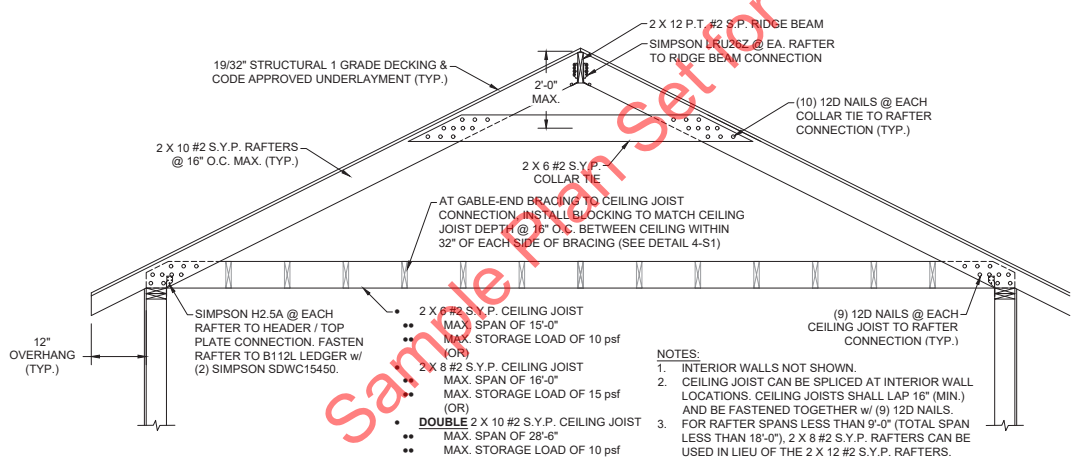 2 X 12 P.T. #2 S.P. RIDGE BEAM
SIMPSON LRU26Z @ EA. RAFTER
TO RIDGE BEAM CONNECTION
19/32" STRUCTURAL 1 GRADE DECKING &
CODE APPROVED UNDERLAYMENT (TYP.)
2'-0"
MAX.
(10) 12D NAILS @ EACH
COLLAR TIE TO RAFTER
CONNECTION (TYP.)
2 X 10 #2 S.Y.P. RAFTERS
@ 16" O.C. MAX. (TYP.)
2 X 6 #2 S.Y.P.
COLLAR TIE
AT GABLE-END BRACING TO CEILING JOIST
CONNECTION, INSTALL BLOCKING TO MATCH CEILING
JOIST DEPTH @ 16" O.C. BETWEEN CEILING WITHIN
32" OF EACH SIDE OF BRACING (SEE DETAIL 4-S1)
12"
OVERHANG
(TYP.)
SIMPSON H2.5A @ EACH
RAFTER TO HEADER / TOP
PLATE CONNECTION. FASTEN
RAFTER TO B112L LEDGER w/
(2) SIMPSON SDWC15450.
• 2 X 6 #2 S.Y.P. CEILING JOIST
•• MAX. SPAN OF 15'-0"
•• MAX. STORAGE LOAD OF 10 psf
(OR)
• 2 X 8 #2 S.Y.P. CEILING JOIST
•• MAX. SPAN OF 16'-0"
•• MAX. STORAGE LOAD OF 15 psf
(OR)
• DOUBLE 2 X 10 #2 S.Y.P. CEILING JOIST
•• MAX. SPAN OF 28'-6"
•• MAX. STORAGE LOAD OF 10 psf
(9) 12D NAILS @ EACH
CEILING JOIST TO RAFTER
CONNECTION (TYP.)
NOTES:
1. INTERIOR WALLS NOT SHOWN.
2. CEILING JOIST CAN BE SPLICED AT INTERIOR WALL
LOCATIONS. CEILING JOISTS SHALL LAP 16" (MIN.)
AND BE FASTENED TOGETHER w/ (9) 12D NAILS.
3. FOR RAFTER SPANS LESS THAN 9'-0" (TOTAL SPAN
LESS THAN 18'-0"), 2 X 8 #2 S.Y.P. RAFTERS CAN BE
USED IN LIEU OF THE 2 X 12 #2 S.Y.P. RAFTERS.
Sample Plan Set for